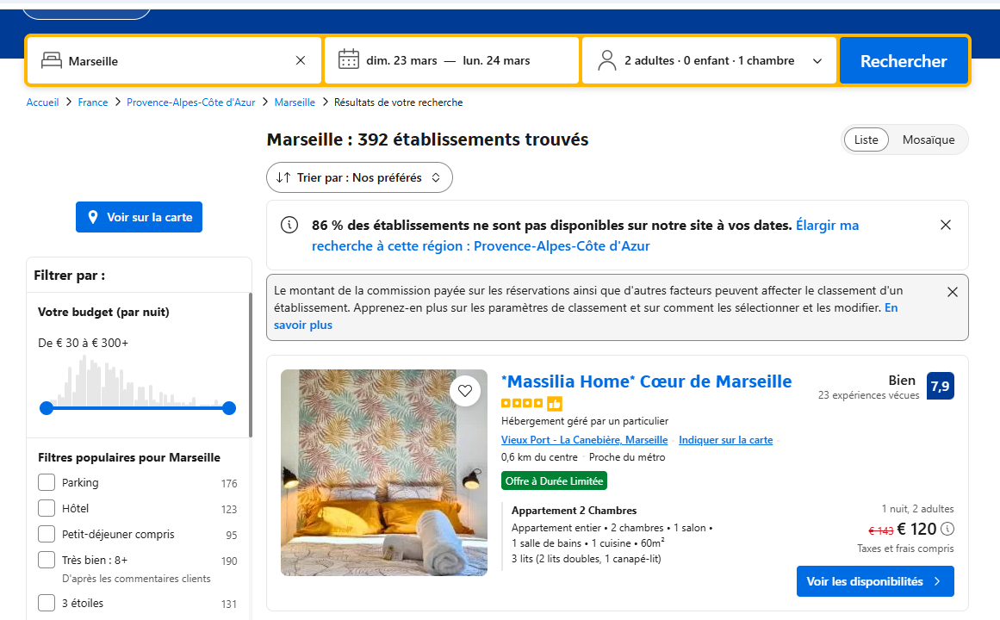 Marseille
dim. 23 mars — lun. 24 mars
2 adultes · 0 enfant · 1 chambre
Rechercher
Accueil > France > Provence-Alpes-Côte d'Azur > Marseille > Résultats de votre recherche
Marseille : 392 établissements trouvés
Liste
Mosaïque
Trier par : Nos préférés
Voir sur la carte
86 % des établissements ne sont pas disponibles sur notre site à vos dates. Élargir ma
recherche à cette région : Provence-Alpes-Côte d'Azur
Le montant de la commission payée sur les réservations ainsi que d'autres facteurs peuvent affecter le classement d'un
établissement. Apprenez-en plus sur les paramètres de classement et sur comment les sélectionner et les modifier. En
savoir plus
Filtrer par :
Votre budget (par nuit)
De € 30 à € 300+
Filtres populaires pour Marseille
Parking 176
Hôtel 123
Petit-déjeuner compris 95
Très bien : 8+ 190
D'après les commentaires clients
3 étoiles 131
*Massilia Home* Cœur de Marseille
Bien
23 expériences vécues
7,9
Hébergement géré par un particulier
Vieux Port - La Canebière, Marseille · Indiquer sur la carte ·
0,6 km du centre · Proche du métro
Offre à Durée Limitée
Appartement 2 Chambres
Appartement entier • 2 chambres • 1 salon •
1 salle de bains • 1 cuisine • 60m²
3 lits (2 lits doubles, 1 canapé-lit)
1 nuit, 2 adultes
€ 143 € 120
Taxes et frais compris
Voir les disponibilités